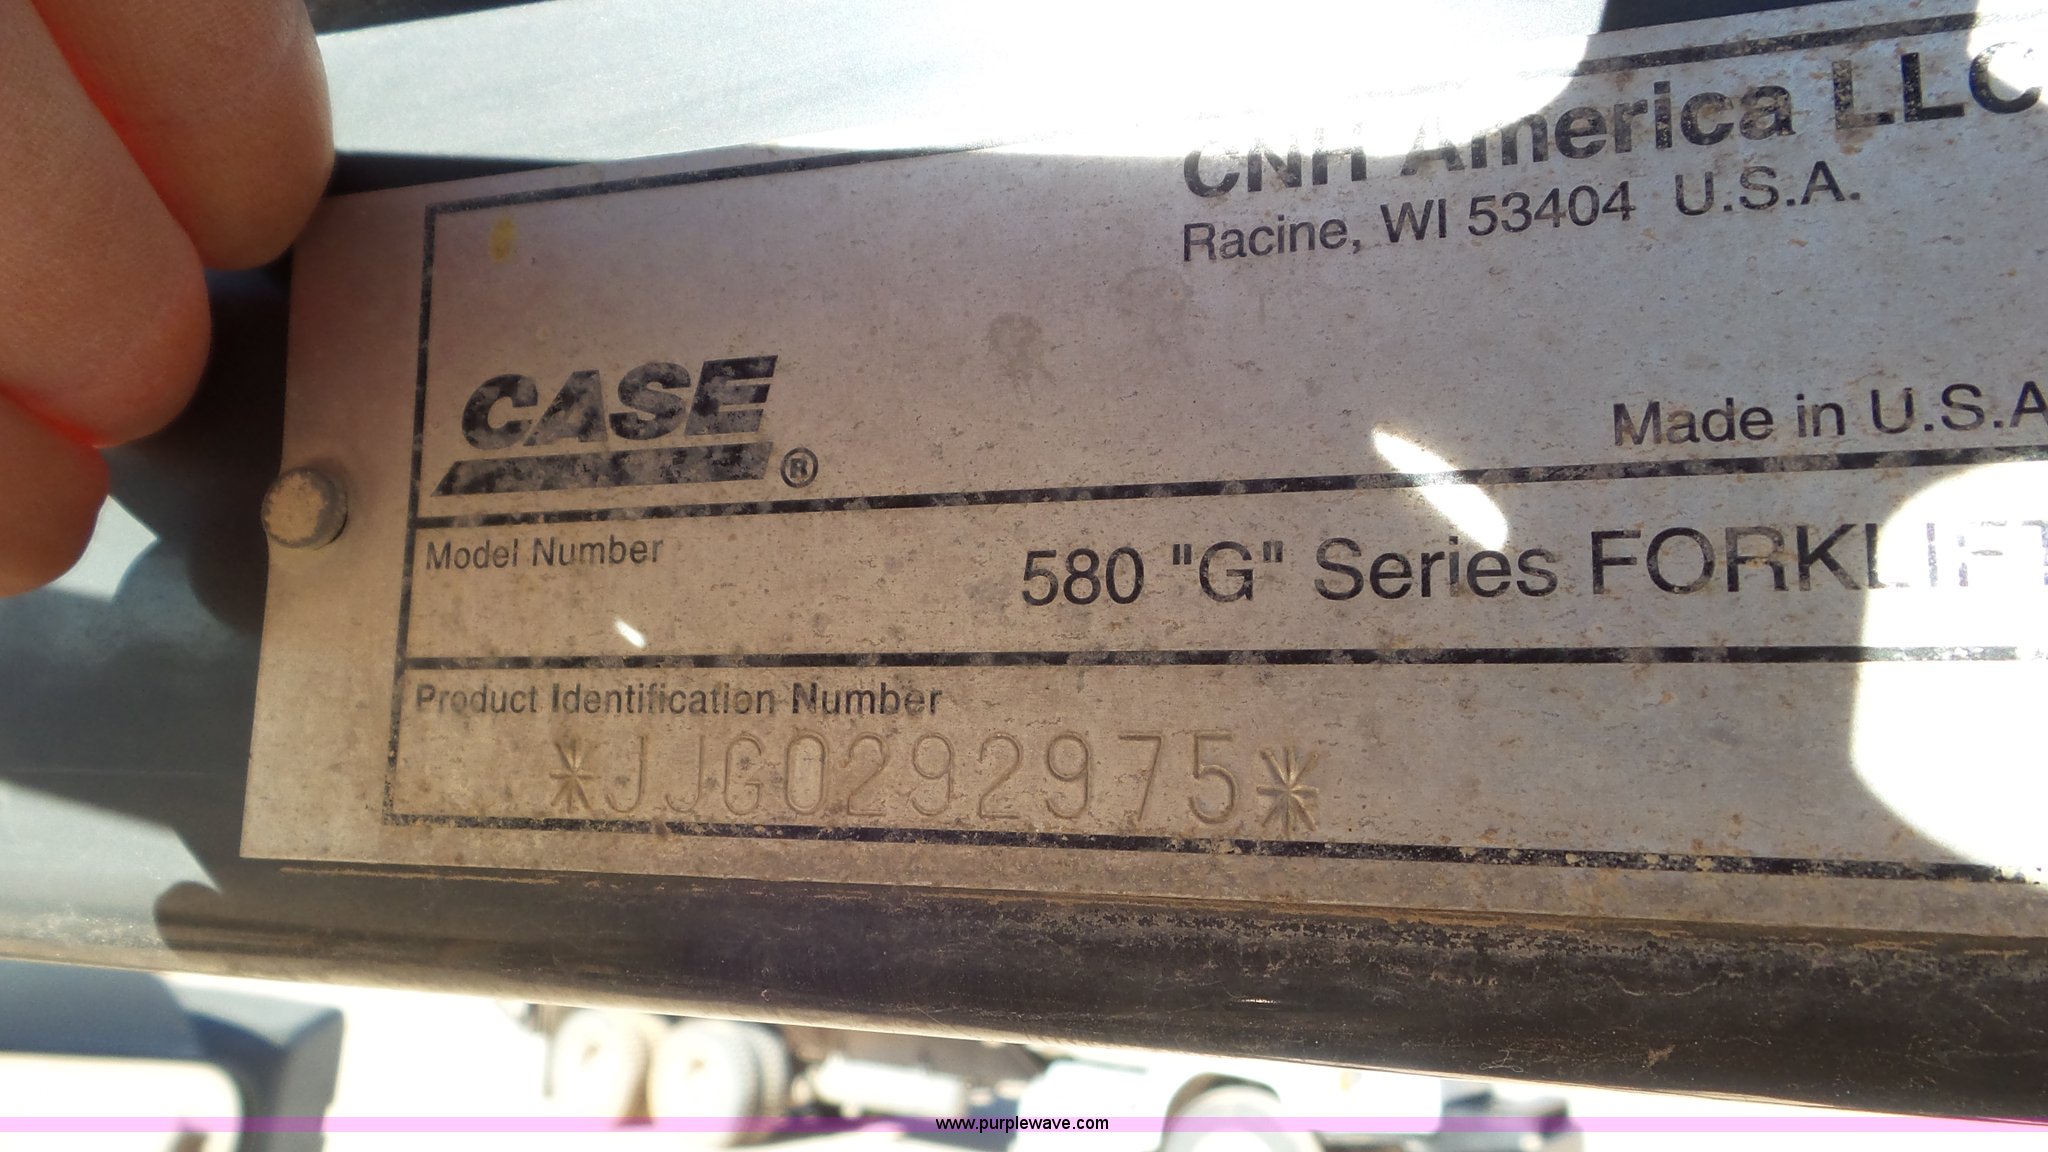 CNH America LLC
Racine, WI 53404 U.S.A.
CASE®
Made in U.S.A
Model Number
580 "G" Series FORKLIFT
Product Identification Number
*JJG0292975*
www.purplewave.com